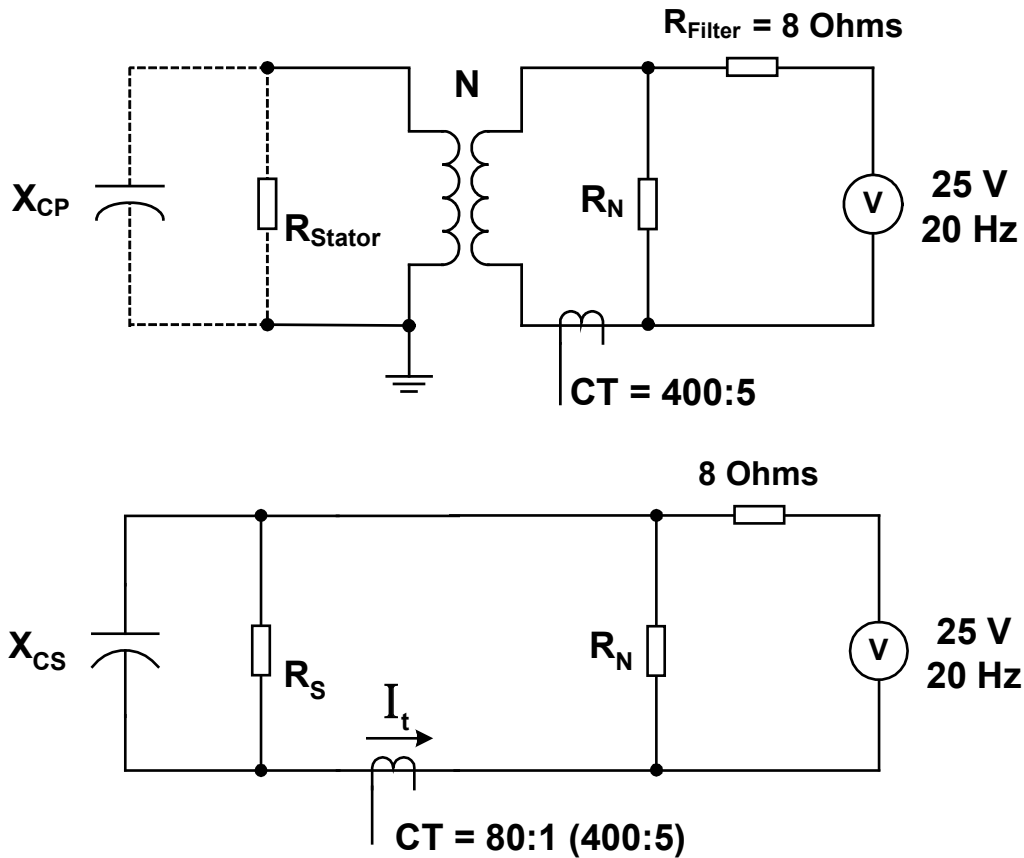 R_Filter = 8 Ohms
N
X_CP
R_Stator
R_N
V
25 V
20 Hz
CT = 400:5
8 Ohms
X_CS
R_S
I_t
R_N
V
25 V
20 Hz
CT = 80:1 (400:5)